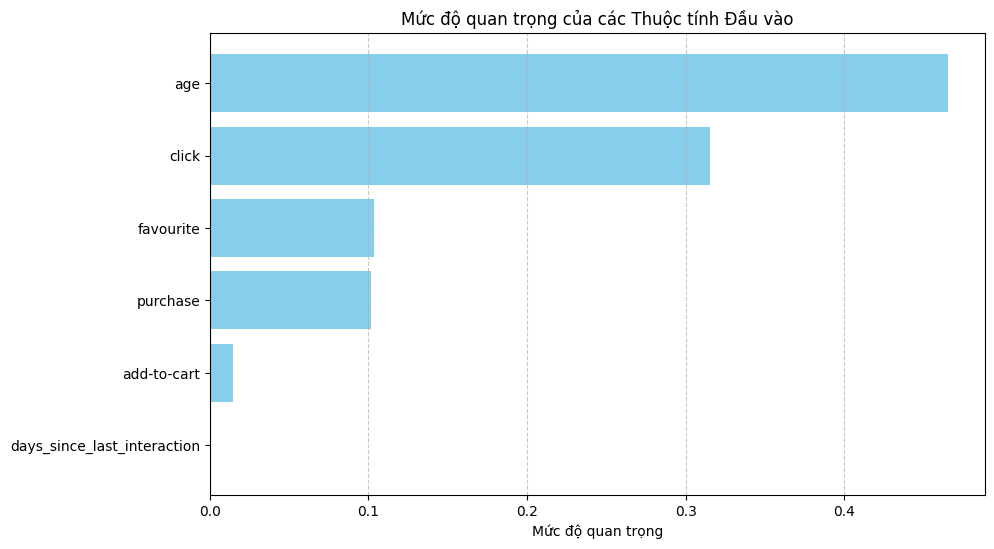 Mức độ quan trọng của các Thuộc tính Đầu vào
age
click
favourite
purchase
add-to-cart
days_since_last_interaction
0.0 0.1 0.2 0.3 0.4
Mức độ quan trọng